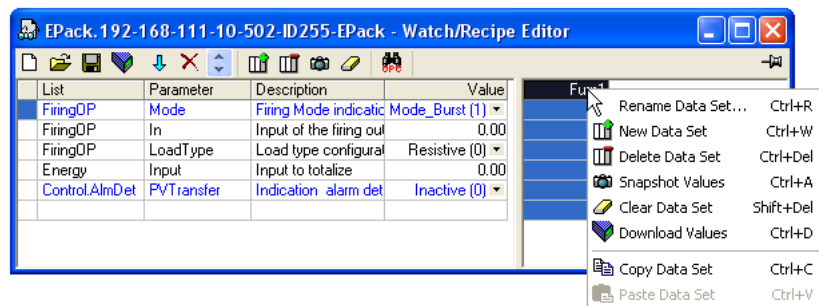 EPack.192-168-111-10-502-ID255-EPack - Watch/Recipe Editor
OPC
List Parameter Description Value
FiringOP Mode Firing Mode indicatio Mode_Burst (1)
FiringOP In Input of the firing out 0.00
FiringOP LoadType Load type configurat Resistive (0)
Energy Input Input to totalize 0.00
Control.AlmDet PVTransfer Indication alarm det Inactive (0)
Rename Data Set... Ctrl+R
New Data Set Ctrl+W
Delete Data Set Ctrl+Del
Snapshot Values Ctrl+A
Clear Data Set Shift+Del
Download Values Ctrl+D
Copy Data Set Ctrl+C
Paste Data Set Ctrl+V